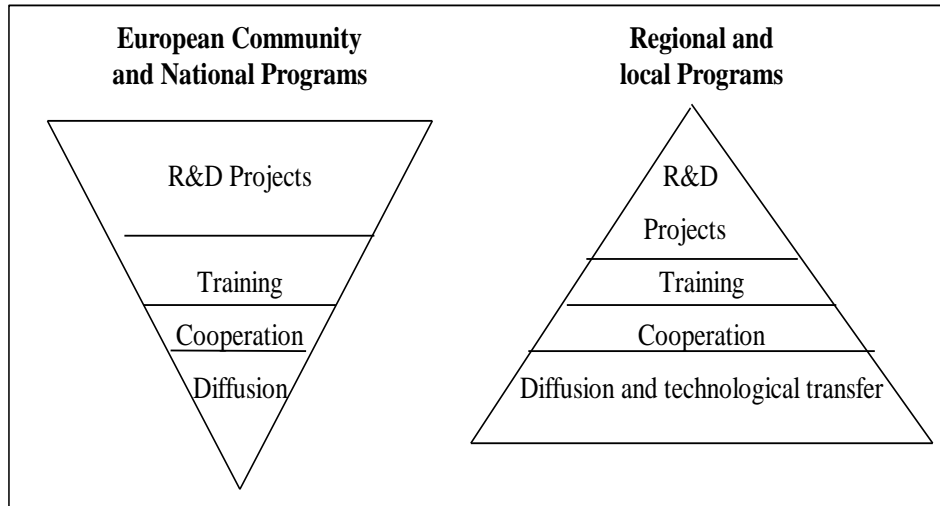 European Community
and National Programs
R&D Projects
Training
Cooperation
Diffusion
Regional and
local Programs
R&D
Projects
Training
Cooperation
Diffusion and technological transfer